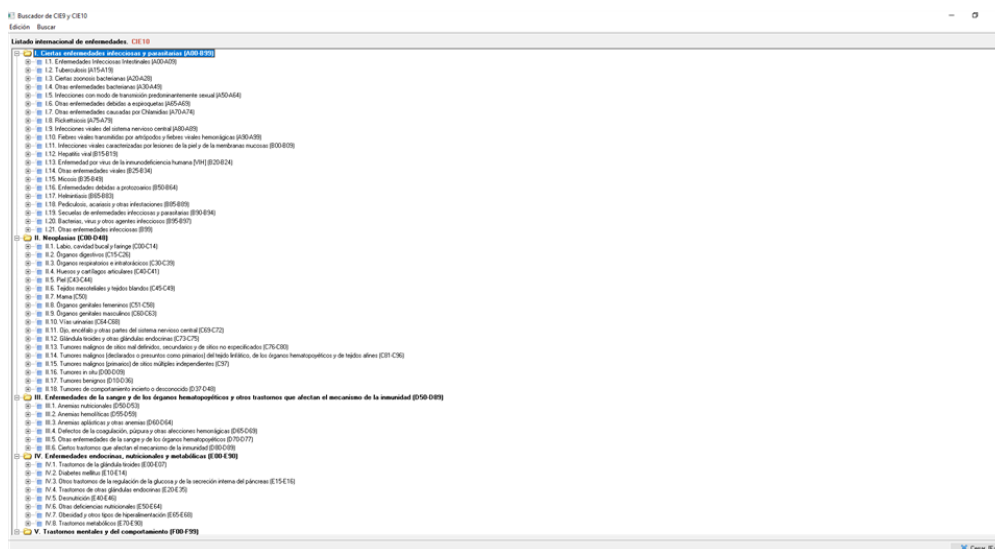 Buscador de CIE9 y CIE10
Edición Buscar
Listado internacional de enfermedades. CIE10
I. Ciertas enfermedades infecciosas y parasitarias (A00-B99)
I.1. Enfermedades Infecciosas Intestinales (A00-A09)
I.2. Tuberculosis (A15-A19)
I.3. Ciertas zoonosis bacterianas (A20-A28)
I.4. Otras enfermedades bacterianas (A30-A49)
I.5. Infecciones con modo de transmisión predominantemente sexual (A50-A64)
I.6. Otras enfermedades debidas a espiroquetas (A65-A69)
I.7. Otras enfermedades causadas por Chlamidias (A70-A74)
I.8. Rickettsiosis (A75-A79)
I.9. Infecciones virales del sistema nervioso central (A80-A89)
I.10. Fiebres virales transmitidas por artrópodos y fiebres virales hemorrágicas (A90-A99)
I.11. Infecciones virales caracterizadas por lesiones de la piel y de la membranas mucosas (B00-B09)
I.12. Hepatitis viral (B15-B19)
I.13. Enfermedad por virus de la inmunodeficiencia humana [VIH] (B20-B24)
I.14. Otras enfermedades virales (B25-B34)
I.15. Micosis (B35-B49)
I.16. Enfermedades debidas a protozoarios (B50-B64)
I.17. Helmintiasis (B65-B83)
I.18. Pediculosis, acariasis y otras infestaciones (B85-B89)
I.19. Secuelas de enfermedades infecciosas y parasitarias (B90-B94)
I.20. Bacterias, virus y otros agentes infecciosos (B95-B97)
I.21. Otras enfermedades infecciosas (B99)
II. Neoplasias (C00-D48)
II.1. Labio, cavidad bucal y faringe (C00-C14)
II.2. Órganos digestivos (C15-C26)
II.3. Órganos respiratorios e intratorácicos (C30-C39)
II.4. Huesos y cartílagos articulares (C40-C41)
II.5. Piel (C43-C44)
II.6. Tejidos mesoteliales y tejidos blandos (C45-C49)
II.7. Mama (C50)
II.8. Órganos genitales femeninos (C51-C58)
II.9. Órganos genitales masculinos (C60-C63)
II.10. Vías urinarias (C64-C68)
II.11. Ojo, encéfalo y otras partes del sistema nervioso central (C69-C72)
II.12. Glándula tiroides y otras glándulas endocrinas (C73-C75)
II.13. Tumores malignos de sitios mal definidos, secundarios y de sitios no especificados (C76-C80)
II.14. Tumores malignos [declarados o presuntos como primarios] del tejido linfático, de los órganos hematopoyéticos y de tejidos afines (C81-C96)
II.15. Tumores malignos (primarios) de sitios múltiples independientes (C97)
II.16. Tumores in situ (D00-D09)
II.17. Tumores benignos (D10-D36)
II.18. Tumores de comportamiento incierto o desconocido (D37-D48)
III. Enfermedades de la sangre y de los órganos hematopoyéticos y otros trastornos que afectan el mecanismo de la inmunidad (D50-D89)
III.1. Anemias nutricionales (D50-D53)
III.2. Anemias hemolíticas (D55-D59)
III.3. Anemias aplásticas y otras anemias (D60-D64)
III.4. Defectos de la coagulación, púrpura y otras afecciones hemorrágicas (D65-D69)
III.5. Otras enfermedades de la sangre y de los órganos hematopoyéticos (D70-D77)
III.6. Ciertos trastornos que afectan el mecanismo de la inmunidad (D80-D89)
IV. Enfermedades endocrinas, nutricionales y metabólicas (E00-E90)
IV.1. Trastornos de la glándula tiroides (E00-E07)
IV.2. Diabetes mellitus (E10-E14)
IV.3. Otros trastornos de la regulación de la glucosa y de la secreción interna del páncreas (E15-E16)
IV.4. Trastornos de otras glándulas endocrinas (E20-E35)
IV.5. Desnutrición (E40-E46)
IV.6. Otras deficiencias nutricionales (E50-E64)
IV.7. Obesidad y otros tipos de hiperalimentación (E65-E68)
IV.8. Trastornos metabólicos (E70-E90)
V. Trastornos mentales y del comportamiento (F00-F99)